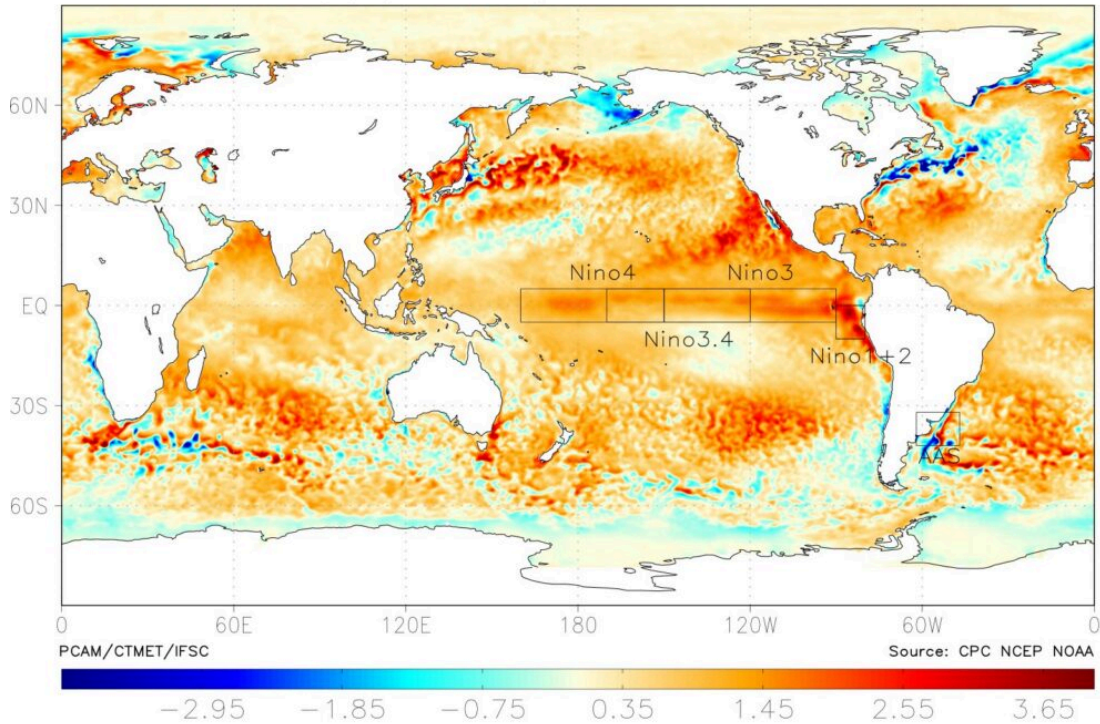 60N
30N
EQ
30S
60S
Nino4
Nino3
Nino3.4
Nino1+2
AAS
0
60E
120E
180
120W
60W
0
PCAM/CTMET/IFSC
Source: CPC NCEP NOAA
−2.95
−1.85
−0.75
0.35
1.45
2.55
3.65